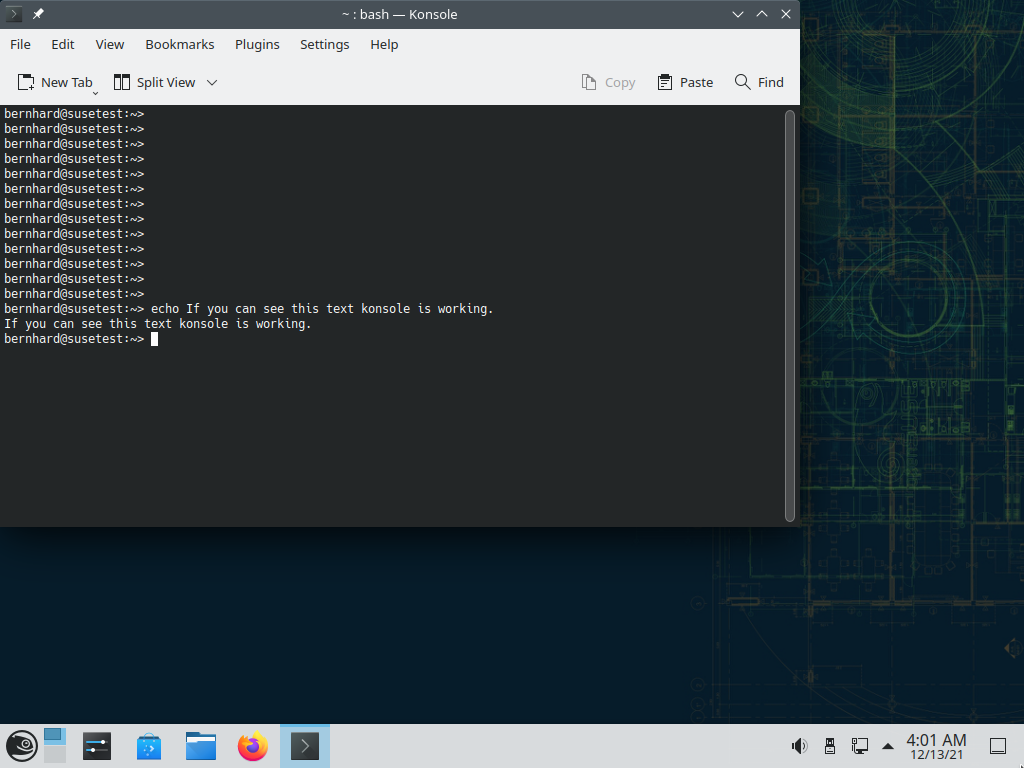 ~ : bash — Konsole
File Edit View Bookmarks Plugins Settings Help
New Tab Split View Copy Paste Find
bernhard@susetest:~>
bernhard@susetest:~>
bernhard@susetest:~>
bernhard@susetest:~>
bernhard@susetest:~>
bernhard@susetest:~>
bernhard@susetest:~>
bernhard@susetest:~>
bernhard@susetest:~>
bernhard@susetest:~>
bernhard@susetest:~>
bernhard@susetest:~>
bernhard@susetest:~>
bernhard@susetest:~> echo If you can see this text konsole is working.
If you can see this text konsole is working.
bernhard@susetest:~>
4:01 AM
12/13/21